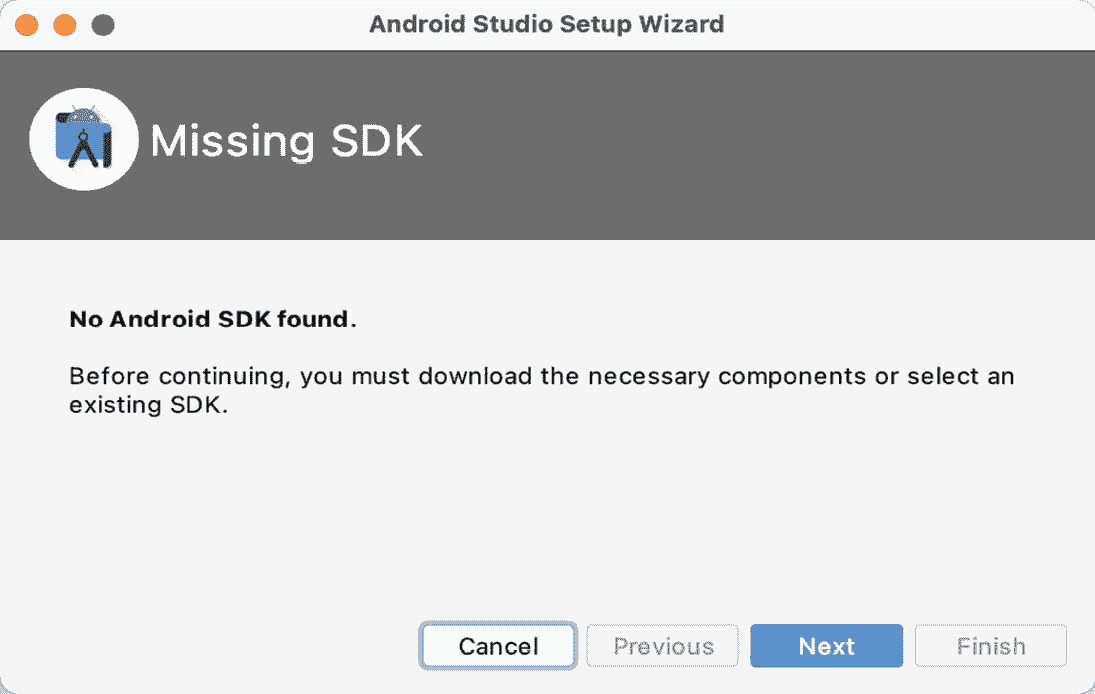 Android Studio Setup Wizard
Missing SDK
No Android SDK found.
Before continuing, you must download the necessary components or select an
existing SDK.
Cancel
Previous
Next
Finish